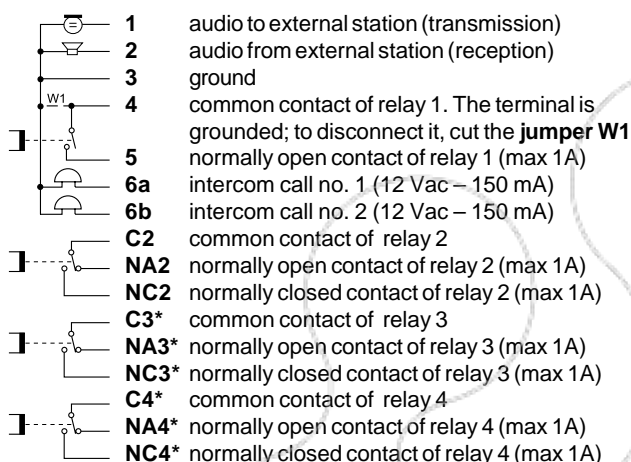 1 audio to external station (transmission)
2 audio from external station (reception)
3 ground
W1 4 common contact of relay 1. The terminal is
grounded; to disconnect it, cut the jumper W1
5 normally open contact of relay 1 (max 1A)
6a intercom call no. 1 (12 Vac – 150 mA)
6b intercom call no. 2 (12 Vac – 150 mA)
C2 common contact of relay 2
NA2 normally open contact of relay 2 (max 1A)
NC2 normally closed contact of relay 2 (max 1A)
C3* common contact of relay 3
NA3* normally open contact of relay 3 (max 1A)
NC3* normally closed contact of relay 3 (max 1A)
C4* common contact of relay 4
NA4* normally open contact of relay 4 (max 1A)
NC4* normally closed contact of relay 4 (max 1A)